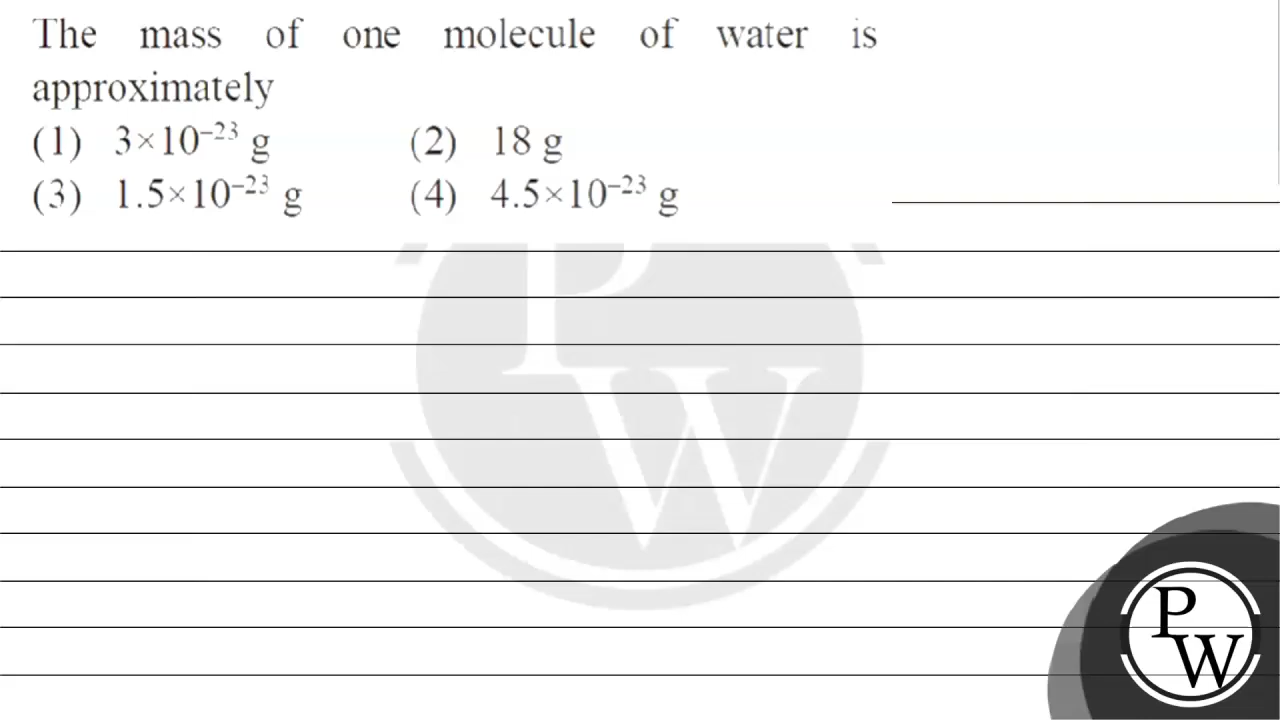 The mass of one molecule of water is
approximately
(1) 3×10⁻²³ g (2) 18 g
(3) 1.5×10⁻²³ g (4) 4.5×10⁻²³ g
P
W
P
W